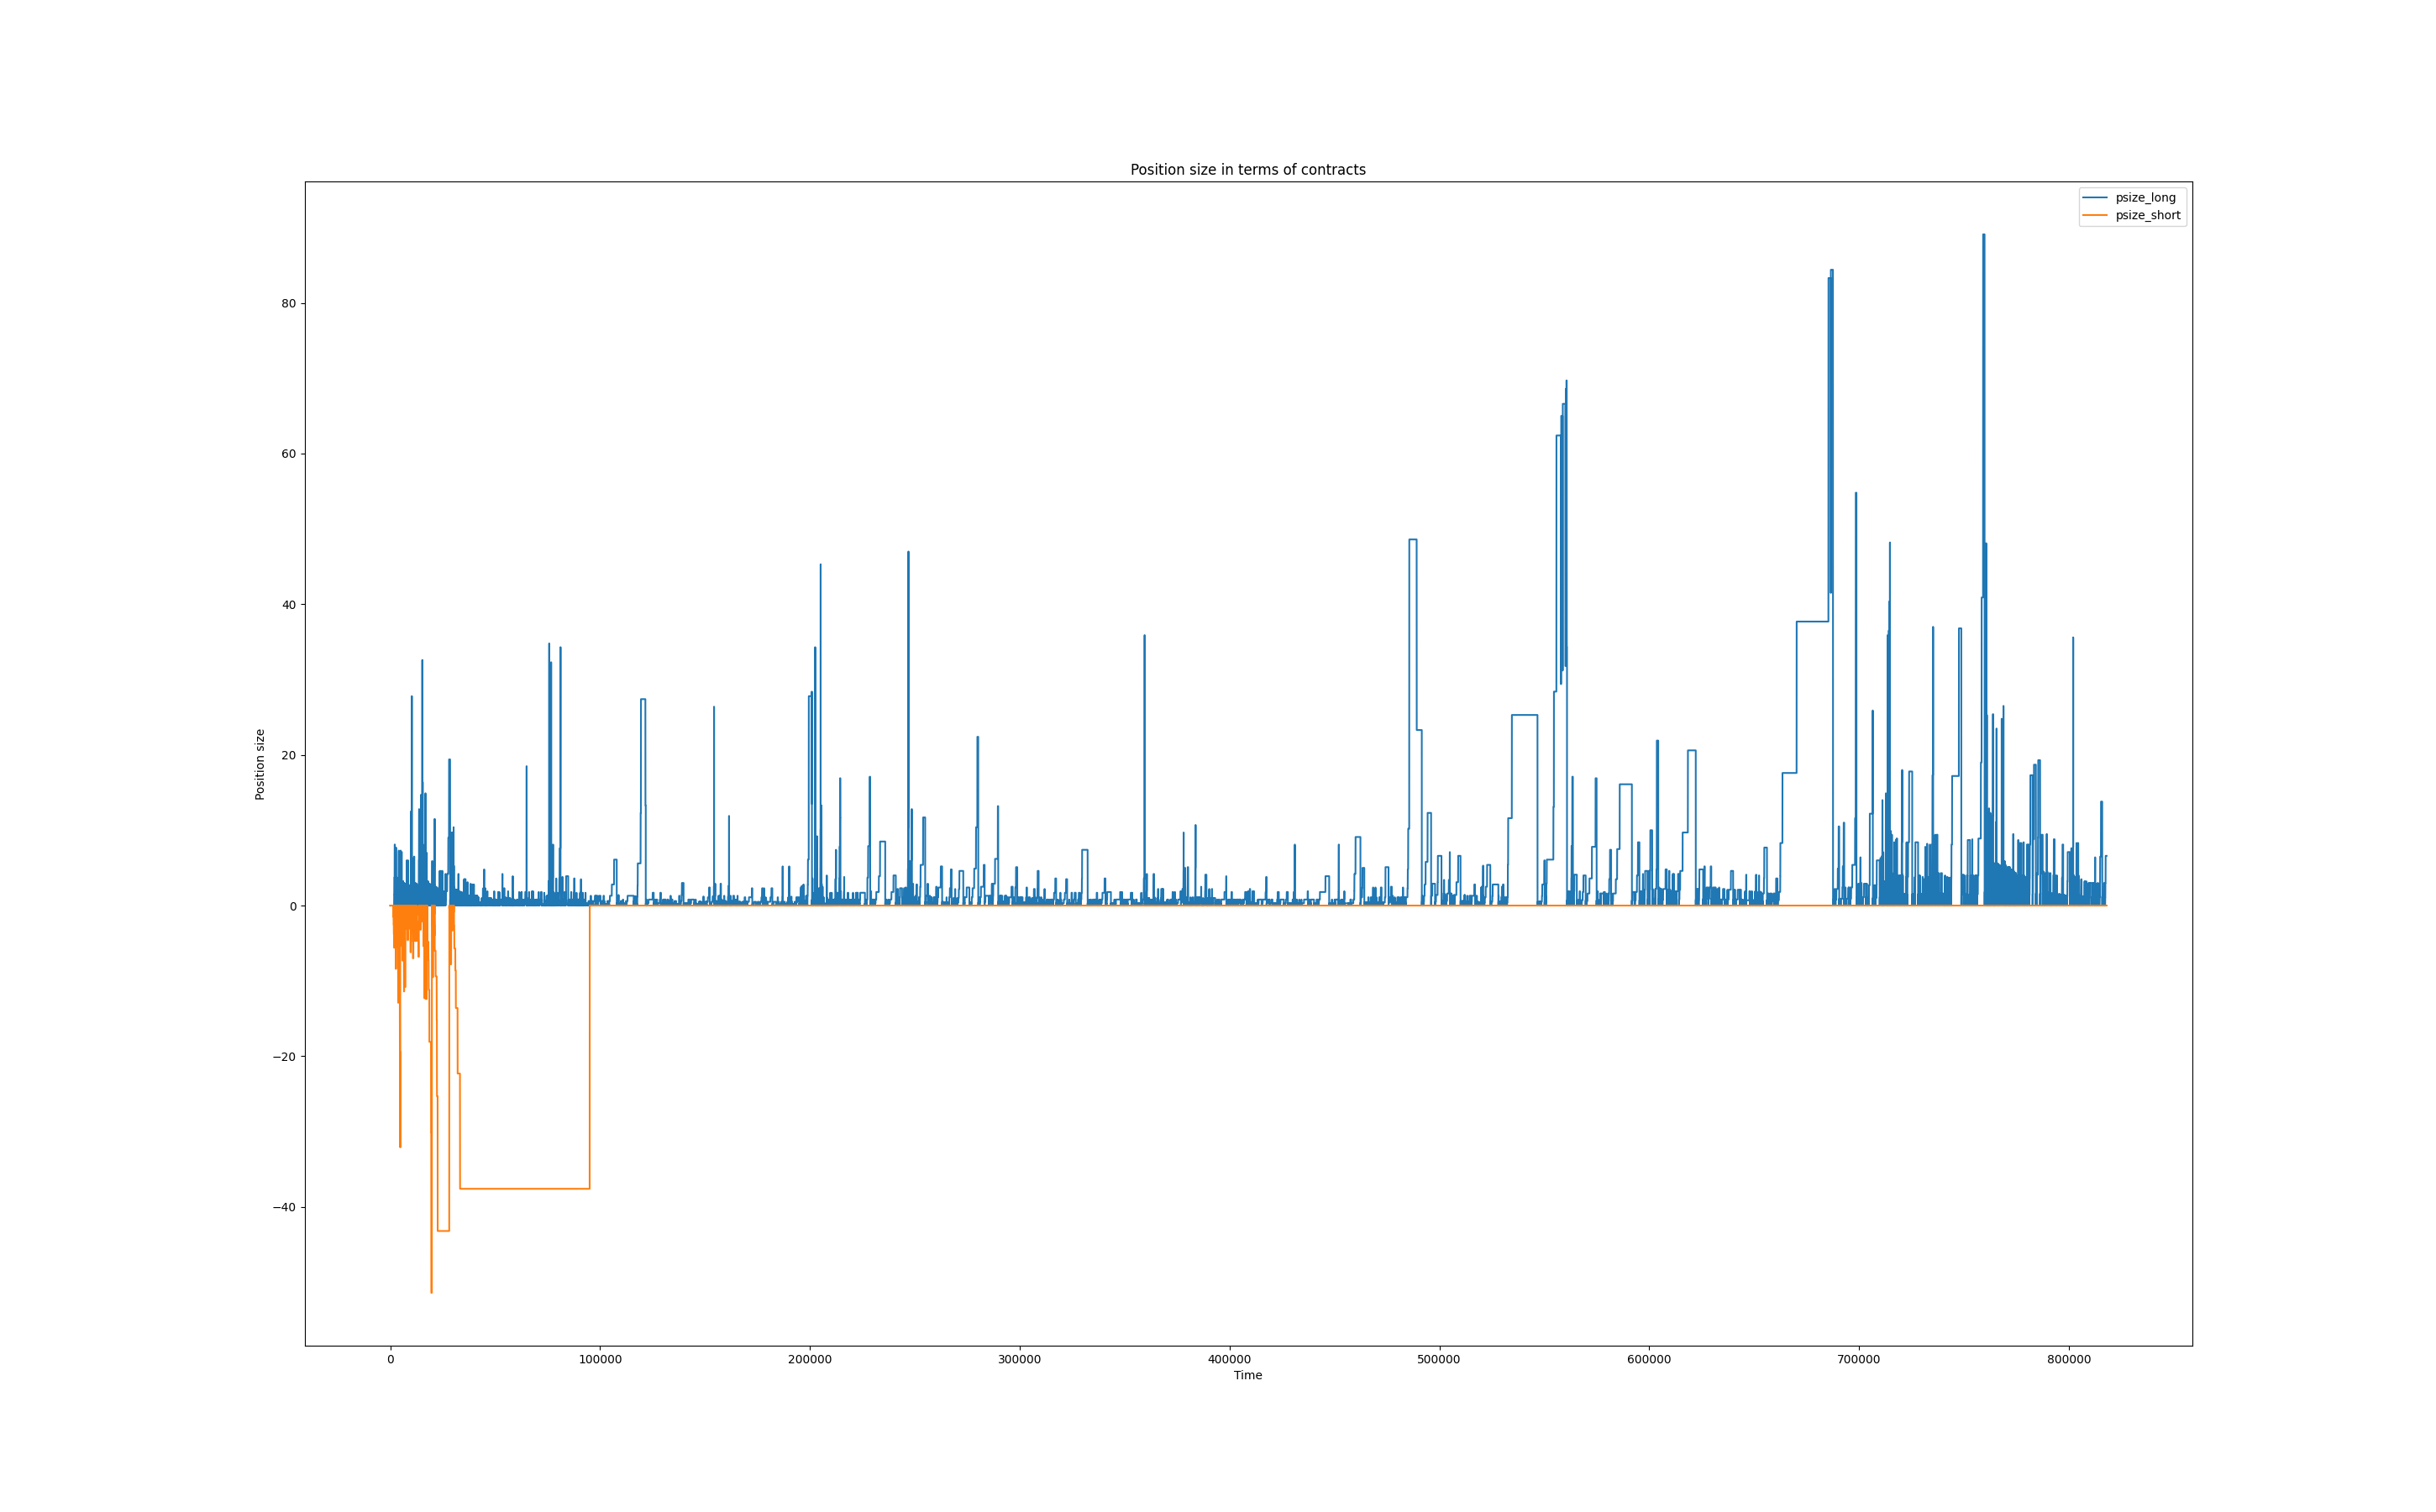 Position size in terms of contracts
psize_long
psize_short
80
60
40
20
0
−20
−40
Position size
0 100000 200000 300000 400000 500000 600000 700000 800000
Time